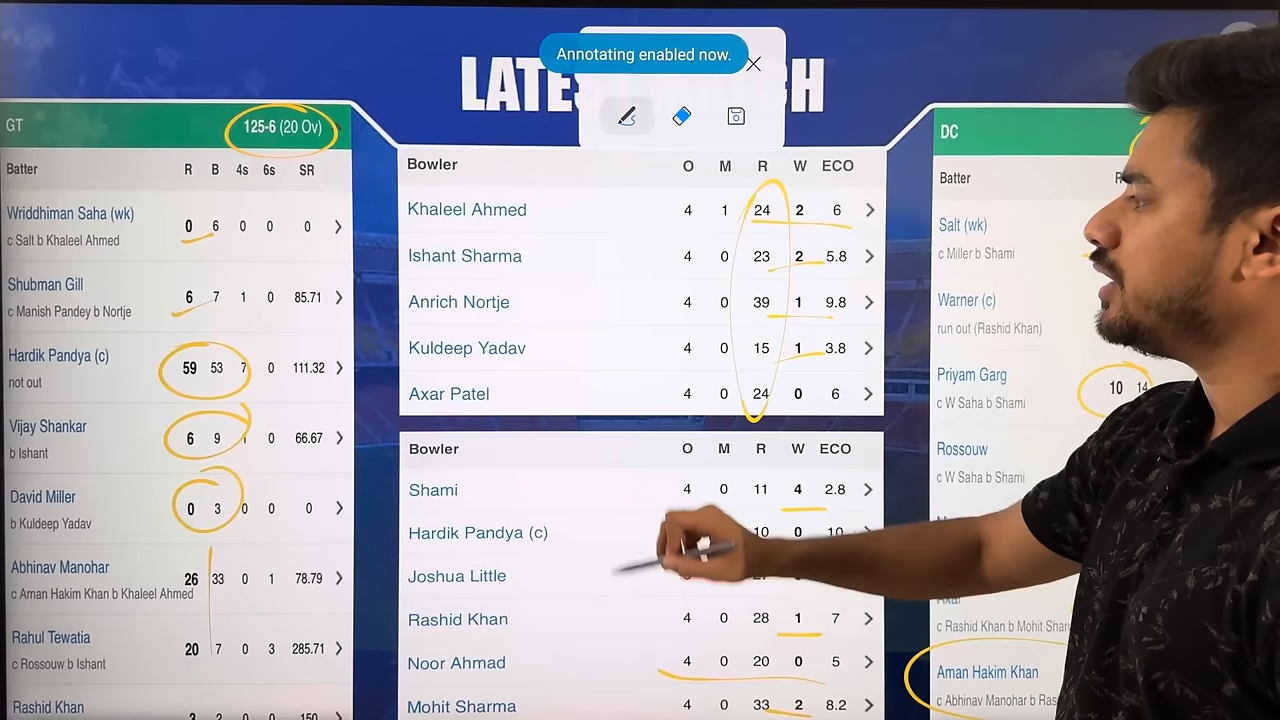 Annotating enabled now.
LATE
H
GT 125-6 (20 Ov)
Batter R B 4s 6s SR
Wriddhiman Saha (wk) 0 6 0 0 0
c Salt b Khaleel Ahmed
Shubman Gill 6 7 1 0 85.71
c Manish Pandey b Nortje
Hardik Pandya (c) 59 53 7 0 111.32
not out
Vijay Shankar 6 9 1 0 66.67
b Ishant
David Miller 0 3 0 0 0
b Kuldeep Yadav
Abhinav Manohar 26 33 0 1 78.79
c Aman Hakim Khan b Khaleel Ahmed
Rahul Tewatia 20 7 0 3 285.71
c Rossouw b Ishant
Rashid Khan 3 2 0 0 150
Bowler O M R W ECO
Khaleel Ahmed 4 1 24 2 6
Ishant Sharma 4 0 23 2 5.8
Anrich Nortje 4 0 39 1 9.8
Kuldeep Yadav 4 0 15 1 3.8
Axar Patel 4 0 24 0 6
Bowler O M R W ECO
Shami 4 0 11 4 2.8
Hardik Pandya (c) 10 0 10
Joshua Little
Rashid Khan 4 0 28 1 7
Noor Ahmad 4 0 20 0 5
Mohit Sharma 4 0 33 2 8.2
DC
Batter
Salt (wk)
c Miller b Shami
Warner (c)
run out (Rashid Khan)
Priyam Garg 10 14
c W Saha b Shami
Rossouw
c W Saha b Shami
Axar
c Rashid Khan b Mohit
Aman Hakim Khan
c Abhinav Manohar b